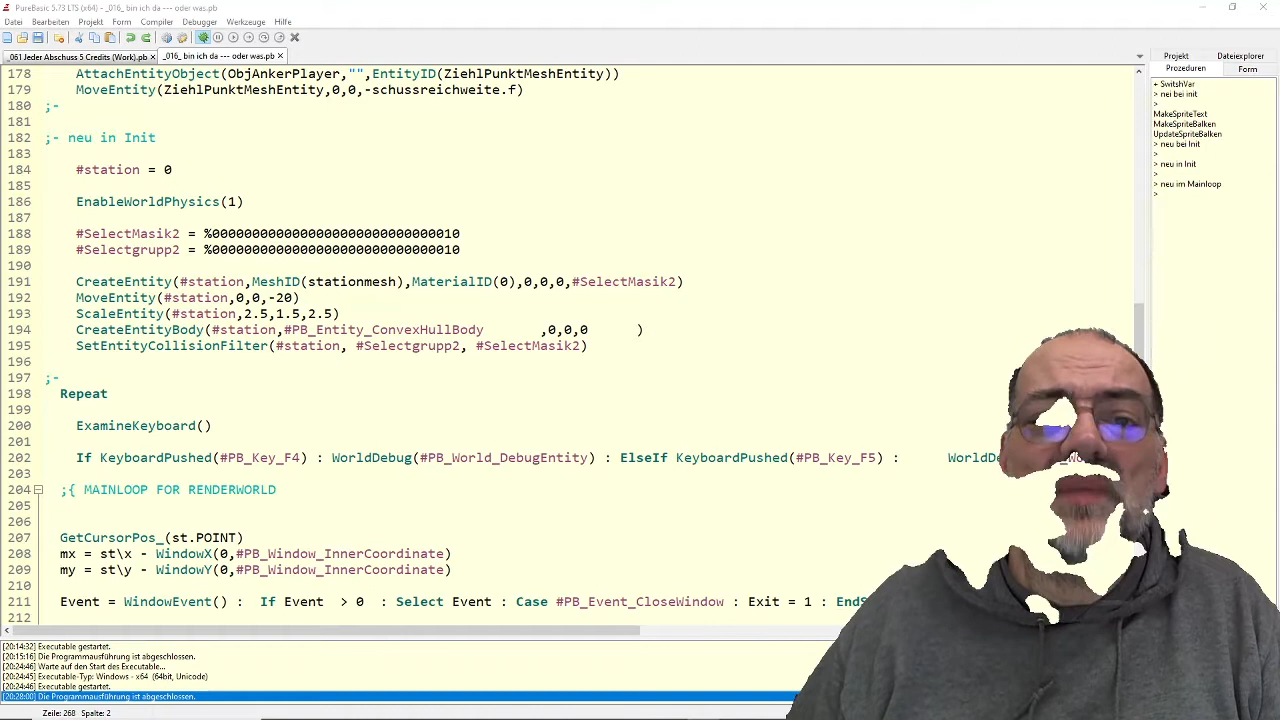 PureBasic 5.73 LTS (x64) - _016_ bin ich da --- oder was.pb
Datei Bearbeiten Projekt Form Compiler Debugger Werkzeuge Hilfe
_061 Jeder Abschuss 5 Credits (Work).pb × _016_ bin ich da --- oder was.pb ×
178 AttachEntityObject(ObjAnkerPlayer,"",EntityID(ZiehlPunktMeshEntity))
179 MoveEntity(ZiehlPunktMeshEntity,0,0,-schussreichweite.f)
180 ;-
181
182 ;- neu in Init
183
184 #station = 0
185
186 EnableWorldPhysics(1)
187
188 #SelectMasik2 = %00000000000000000000000000000010
189 #Selectgrupp2 = %00000000000000000000000000000010
190
191 CreateEntity(#station,MeshID(stationmesh),MaterialID(0),0,0,0,#SelectMasik2)
192 MoveEntity(#station,0,0,-20)
193 ScaleEntity(#station,2.5,1.5,2.5)
194 CreateEntityBody(#station,#PB_Entity_ConvexHullBody ,0,0,0 )
195 SetEntityCollisionFilter(#station, #Selectgrupp2, #SelectMasik2)
196
197 ;-
198 Repeat
199
200 ExamineKeyboard()
201
202 If KeyboardPushed(#PB_Key_F4) : WorldDebug(#PB_World_DebugEntity) : ElseIf KeyboardPushed(#PB_Key_F5) : WorldDe
203
204 ;{ MAINLOOP FOR RENDERWORLD
205
206
207 GetCursorPos_(st.POINT)
208 mx = st\x - WindowX(0,#PB_Window_InnerCoordinate)
209 my = st\y - WindowY(0,#PB_Window_InnerCoordinate)
210
211 Event = WindowEvent() : If Event > 0 : Select Event : Case #PB_Event_CloseWindow : Exit = 1 : EndS
212
Projekt Dateiexplorer
Prozeduren Form
+ SwitshVar
> nei bei init
>
MakeSpriteText
MakeSpriteBalken
UpdateSpriteBalken
> neu bei Init
>
> neu in Init
>
> neu im Mainloop
>
[20:14:32] Executable gestartet.
[20:15:16] Die Programmausführung ist abgeschlossen.
[20:24:46] Warte auf den Start des Executable...
[20:24:45] Executable-Typ: Windows - x64 (64bit, Unicode)
[20:24:46] Executable gestartet.
[20:28:00] Die Programmausführung ist abgeschlossen.
Zeile: 268 Spalte: 2